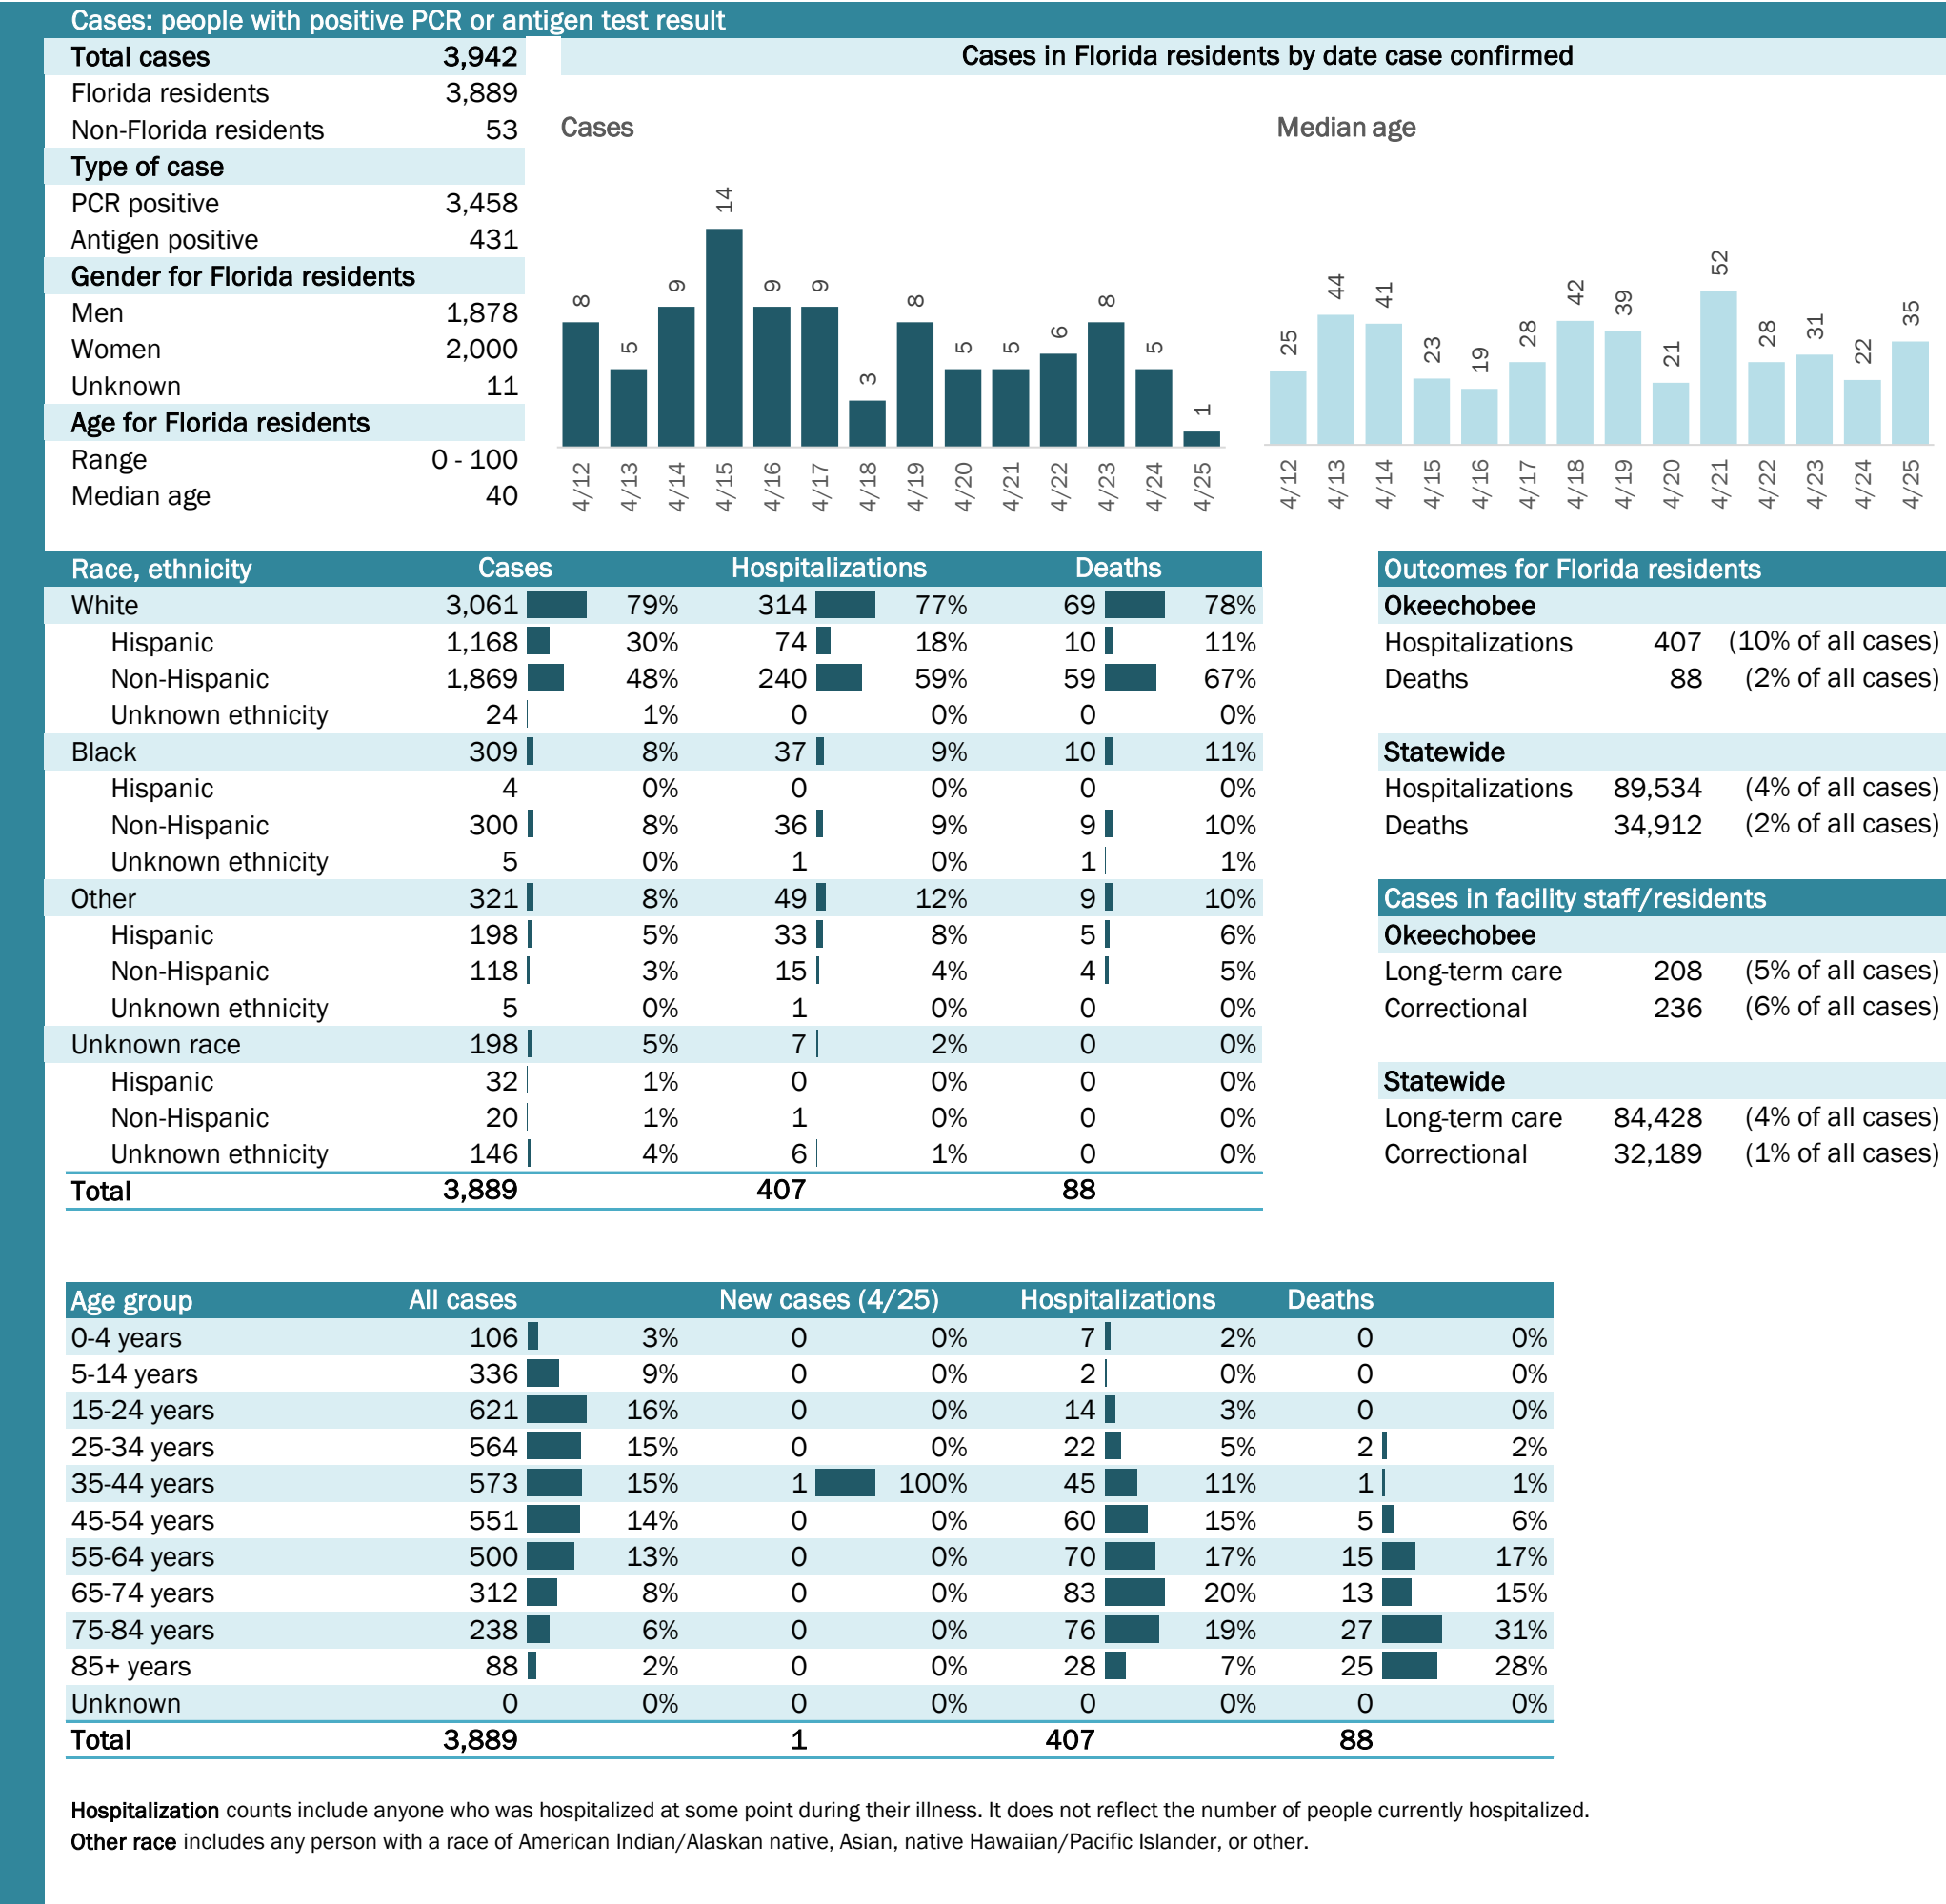 Cases: people with positive PCR or antigen test result
Total cases 3,942
Florida residents 3,889
Non-Florida residents 53
Type of case
PCR positive 3,458
Antigen positive 431
Gender for Florida residents
Men 1,878
Women 2,000
Unknown 11
Age for Florida residents
Range 0 - 100
Median age 40
Cases in Florida residents by date case confirmed
Cases
8 5 9 14 9 9 3 8 5 5 6 8 5 1
4/12 4/13 4/14 4/15 4/16 4/17 4/18 4/19 4/20 4/21 4/22 4/23 4/24 4/25
Median age
25 44 41 23 19 28 42 39 21 52 28 31 22 35
4/12 4/13 4/14 4/15 4/16 4/17 4/18 4/19 4/20 4/21 4/22 4/23 4/24 4/25
Race, ethnicity Cases Hospitalizations Deaths
White 3,061 79% 314 77% 69 78%
Hispanic 1,168 30% 74 18% 10 11%
Non-Hispanic 1,869 48% 240 59% 59 67%
Unknown ethnicity 24 1% 0 0% 0 0%
Black 309 8% 37 9% 10 11%
Hispanic 4 0% 0 0% 0 0%
Non-Hispanic 300 8% 36 9% 9 10%
Unknown ethnicity 5 0% 1 0% 1 1%
Other 321 8% 49 12% 9 10%
Hispanic 198 5% 33 8% 5 6%
Non-Hispanic 118 3% 15 4% 4 5%
Unknown ethnicity 5 0% 1 0% 0 0%
Unknown race 198 5% 7 2% 0 0%
Hispanic 32 1% 0 0% 0 0%
Non-Hispanic 20 1% 1 0% 0 0%
Unknown ethnicity 146 4% 6 1% 0 0%
Total 3,889 407 88
Outcomes for Florida residents
Okeechobee
Hospitalizations 407 (10% of all cases)
Deaths 88 (2% of all cases)
Statewide
Hospitalizations 89,534 (4% of all cases)
Deaths 34,912 (2% of all cases)
Cases in facility staff/residents
Okeechobee
Long-term care 208 (5% of all cases)
Correctional 236 (6% of all cases)
Statewide
Long-term care 84,428 (4% of all cases)
Correctional 32,189 (1% of all cases)
Age group All cases New cases (4/25) Hospitalizations Deaths
0-4 years 106 3% 0 0% 7 2% 0 0%
5-14 years 336 9% 0 0% 2 0% 0 0%
15-24 years 621 16% 0 0% 14 3% 0 0%
25-34 years 564 15% 0 0% 22 5% 2 2%
35-44 years 573 15% 1 100% 45 11% 1 1%
45-54 years 551 14% 0 0% 60 15% 5 6%
55-64 years 500 13% 0 0% 70 17% 15 17%
65-74 years 312 8% 0 0% 83 20% 13 15%
75-84 years 238 6% 0 0% 76 19% 27 31%
85+ years 88 2% 0 0% 28 7% 25 28%
Unknown 0 0% 0 0% 0 0% 0 0%
Total 3,889 1 407 88
Hospitalization counts include anyone who was hospitalized at some point during their illness. It does not reflect the number of people currently hospitalized.
Other race includes any person with a race of American Indian/Alaskan native, Asian, native Hawaiian/Pacific Islander, or other.